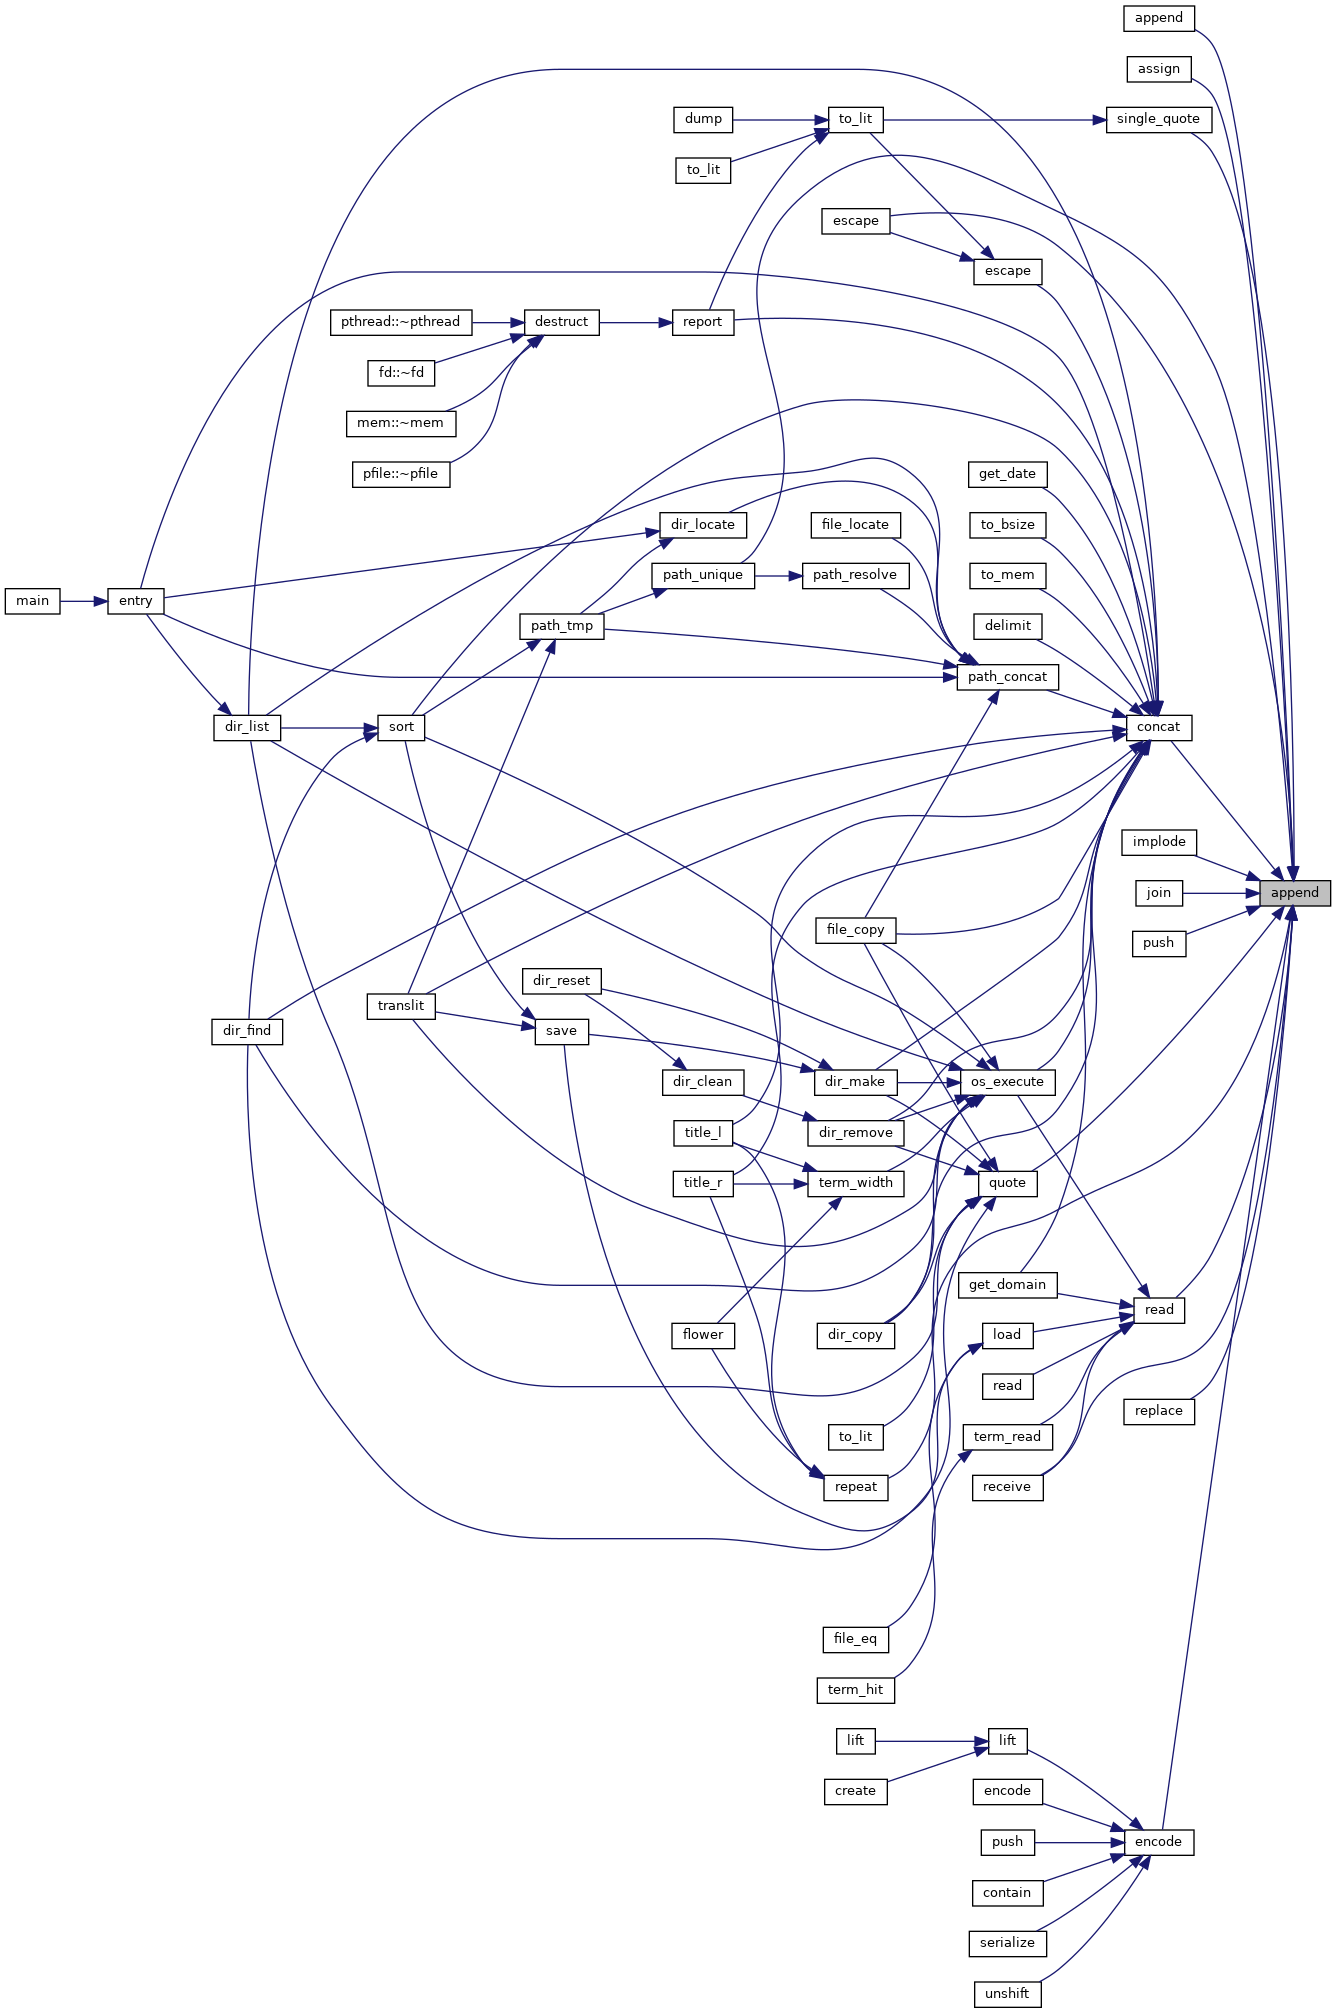 append
assign
dump
to_lit
single_quote
to_lit
escape
escape
pthread::~pthread
destruct
report
fd::~fd
mem::~mem
pfile::~pfile
get_date
dir_locate
file_locate
to_bsize
path_unique
path_resolve
to_mem
main
entry
path_tmp
delimit
path_concat
dir_list
sort
concat
implode
append
join
file_copy
push
dir_reset
translit
dir_find
save
dir_clean
dir_make
os_execute
title_l
dir_remove
title_r
term_width
quote
get_domain
read
flower
dir_copy
load
read
replace
to_lit
term_read
repeat
receive
file_eq
term_hit
lift
lift
create
encode
push
encode
contain
serialize
unshift